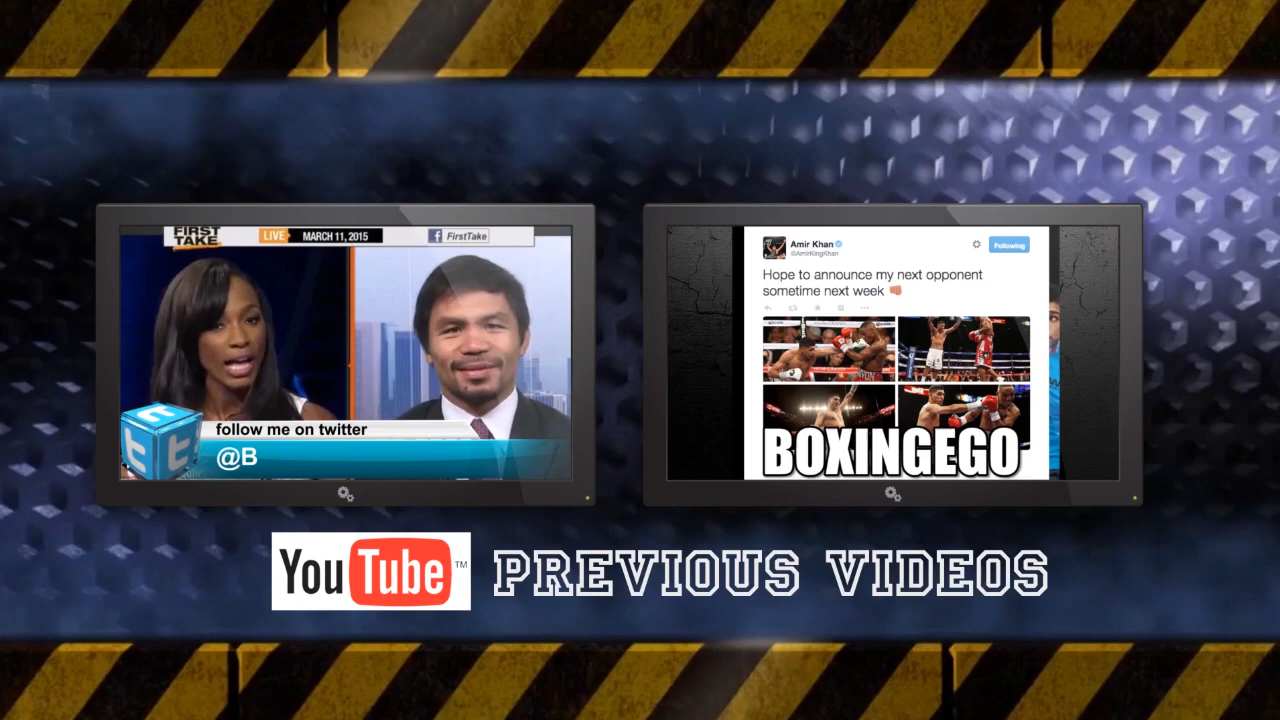 FIRST
TAKE
LIVE MARCH 11, 2015 FirstTake
follow me on twitter
@B
Amir Khan
@AmirKingKhan
Following
Hope to announce my next opponent
sometime next week
BOXINGEGO
YouTube™ PREVIOUS VIDEOS